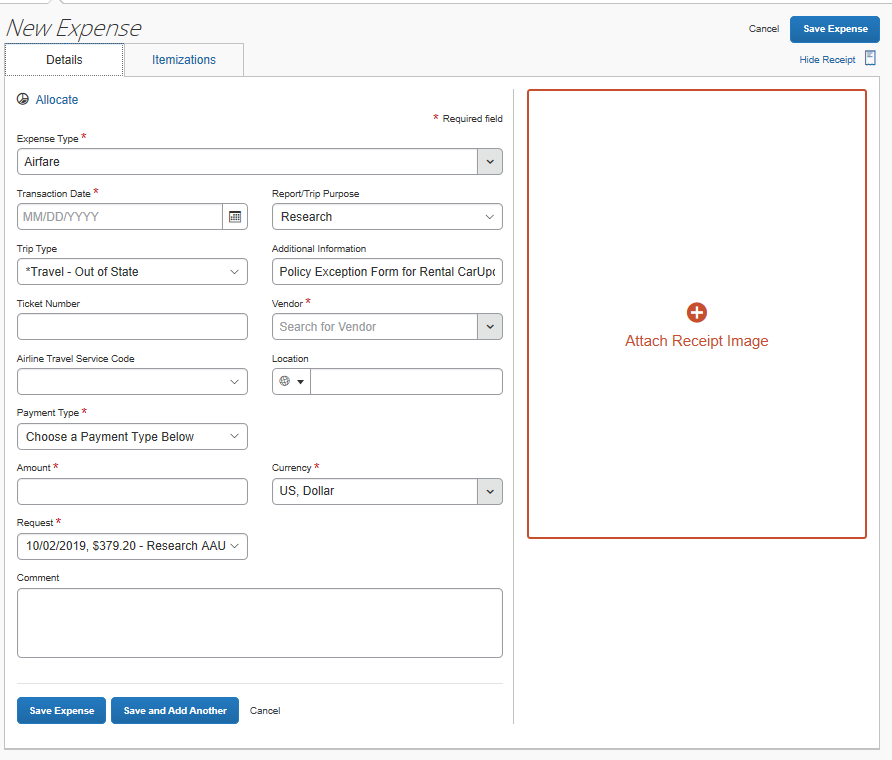 New Expense
Cancel Save Expense
Details Itemizations
Hide Receipt
Allocate
* Required field
Expense Type *
Airfare
Transaction Date * Report/Trip Purpose
MM/DD/YYYY Research
Trip Type Additional Information
*Travel - Out of State Policy Exception Form for Rental CarUpo
Ticket Number Vendor *
Search for Vendor
Airline Travel Service Code Location
Payment Type *
Choose a Payment Type Below
Amount * Currency *
US, Dollar
Request *
10/02/2019, $379.20 - Research AAU
Comment
Save Expense Save and Add Another Cancel
Attach Receipt Image